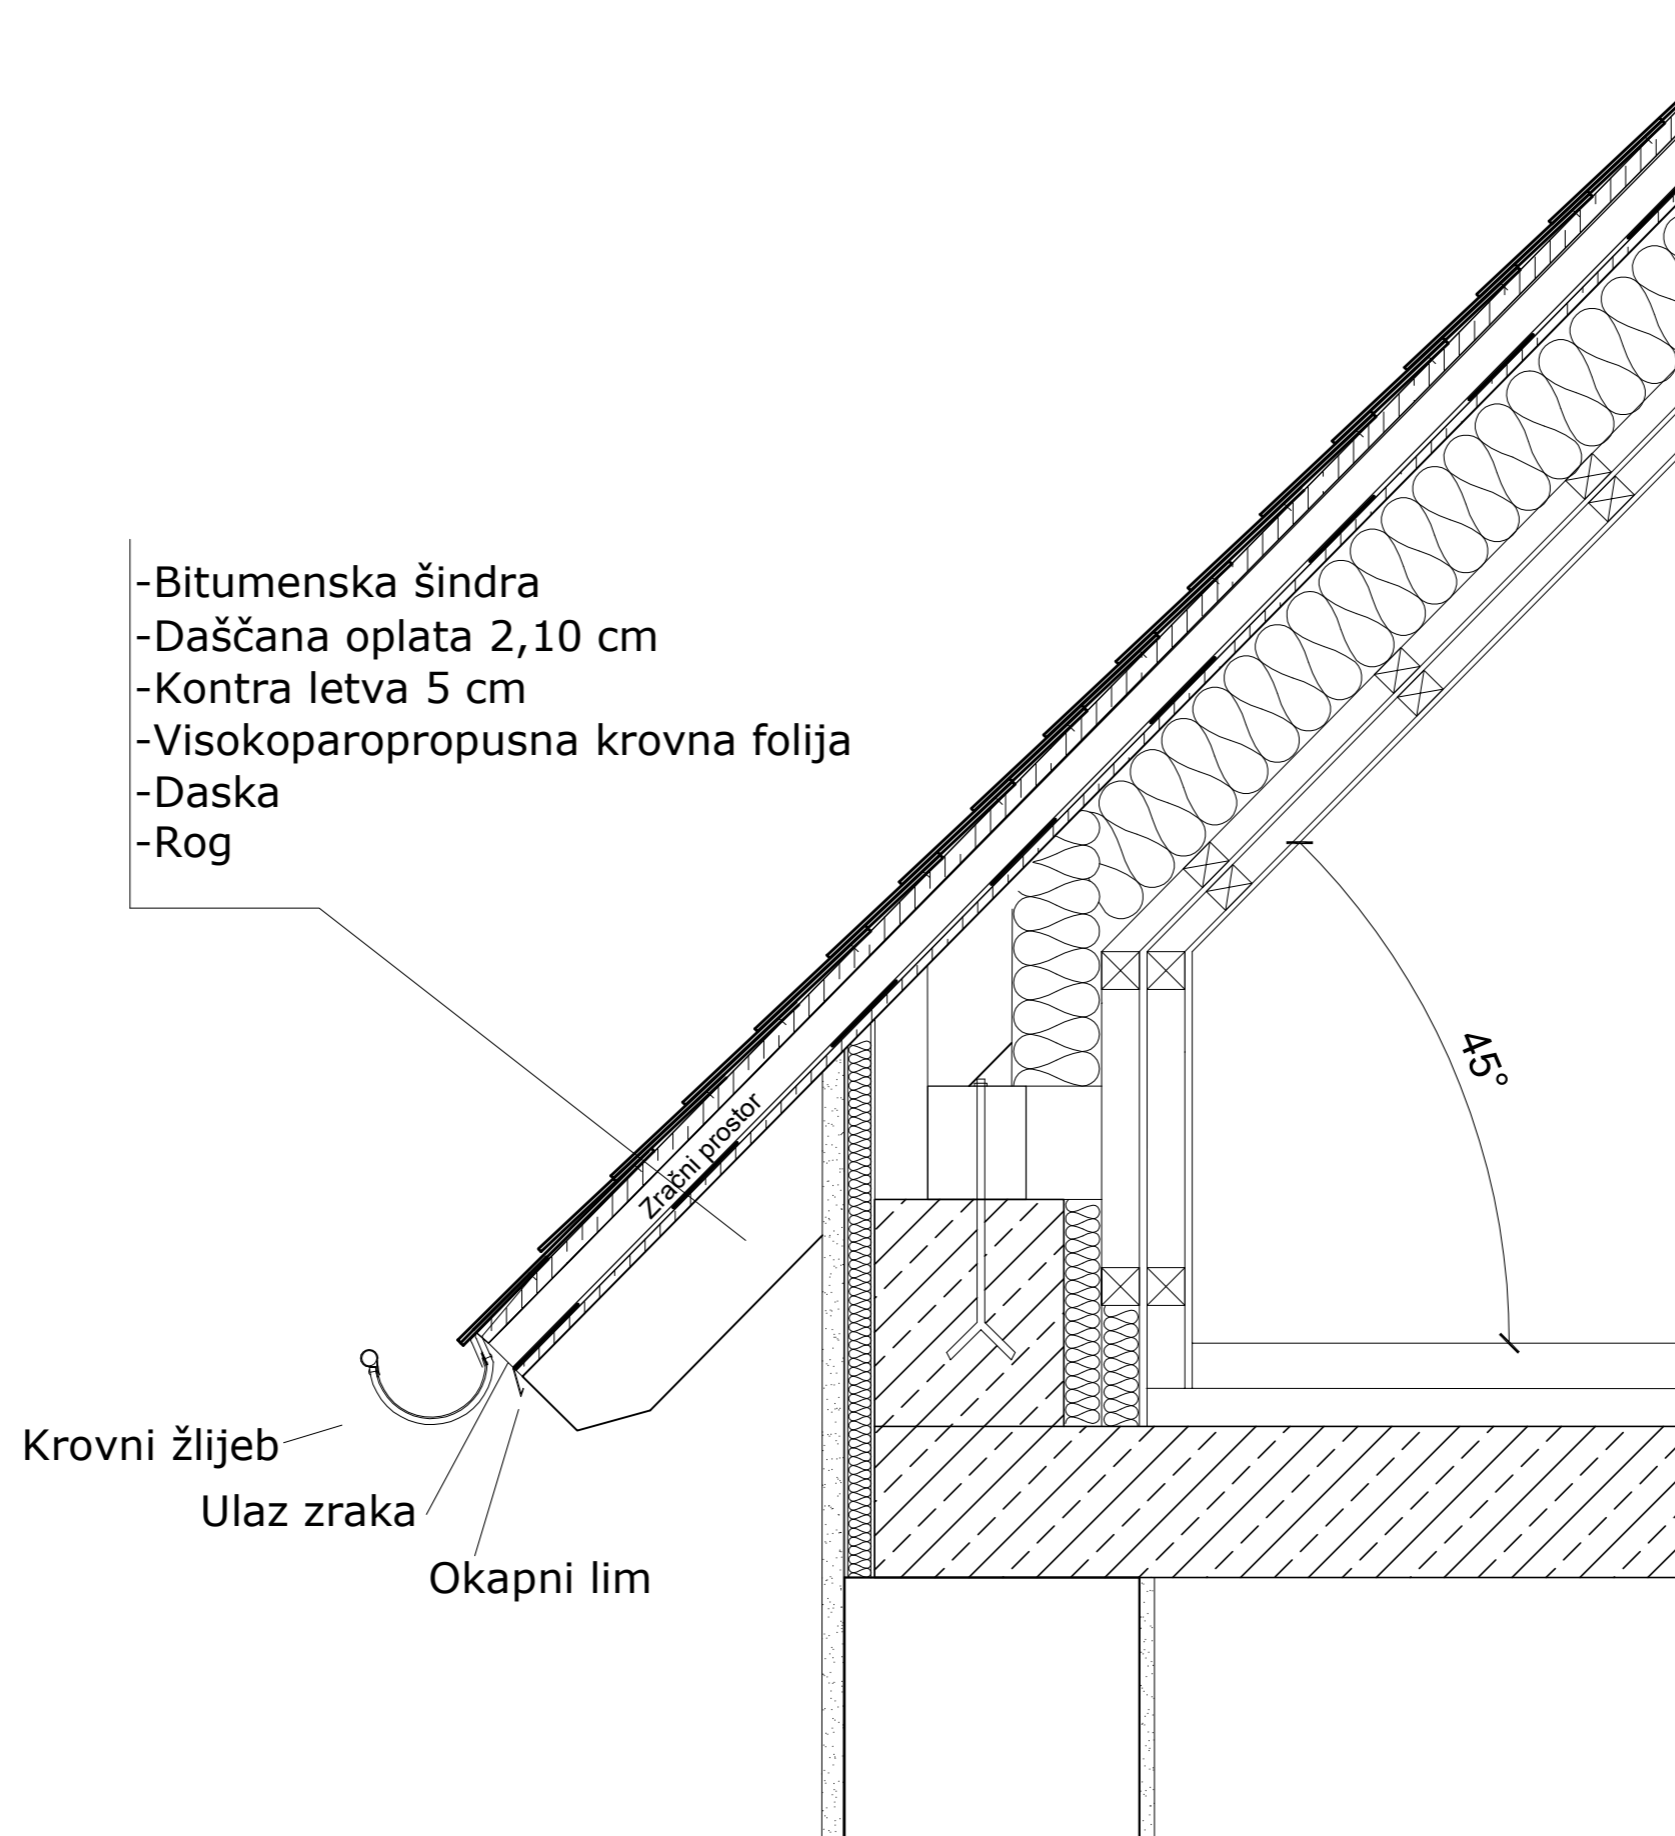 -Bitumenska šindra
-Daščana oplata 2,10 cm
-Kontra letva 5 cm
-Visokoparopropusna krovna folija
-Daska
-Rog
45°
Zračni prostor
Krovni žlijeb
Ulaz zraka
Okapni lim